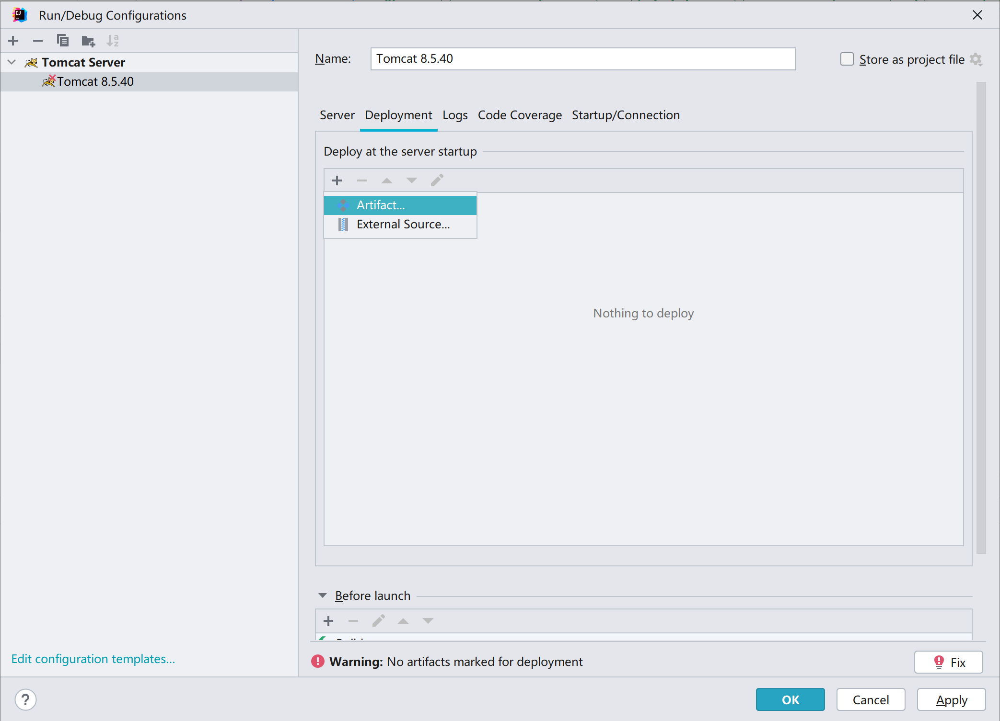 Run/Debug Configurations
Tomcat Server
Tomcat 8.5.40
Name: Tomcat 8.5.40
Store as project file
Server Deployment Logs Code Coverage Startup/Connection
Deploy at the server startup
Artifact...
External Source...
Nothing to deploy
Before launch
Warning: No artifacts marked for deployment
Fix
Edit configuration templates...
? OK Cancel Apply